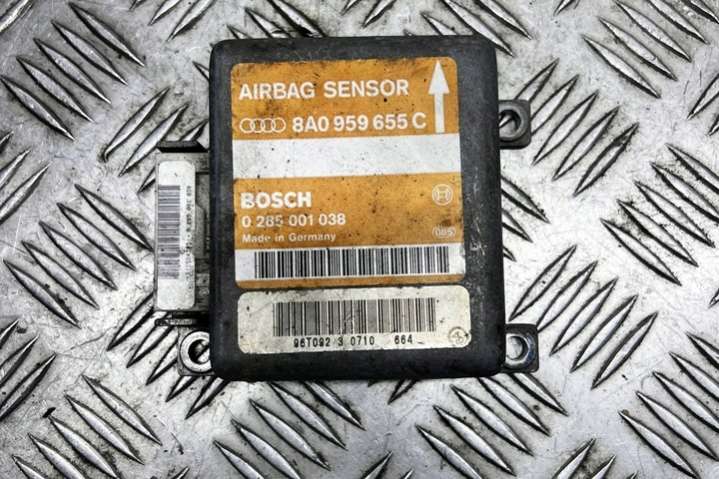 AIRBAG SENSOR
8A0 959 655 C
BOSCH
0 285 001 038
Made in Germany
96T092 3 0710 664